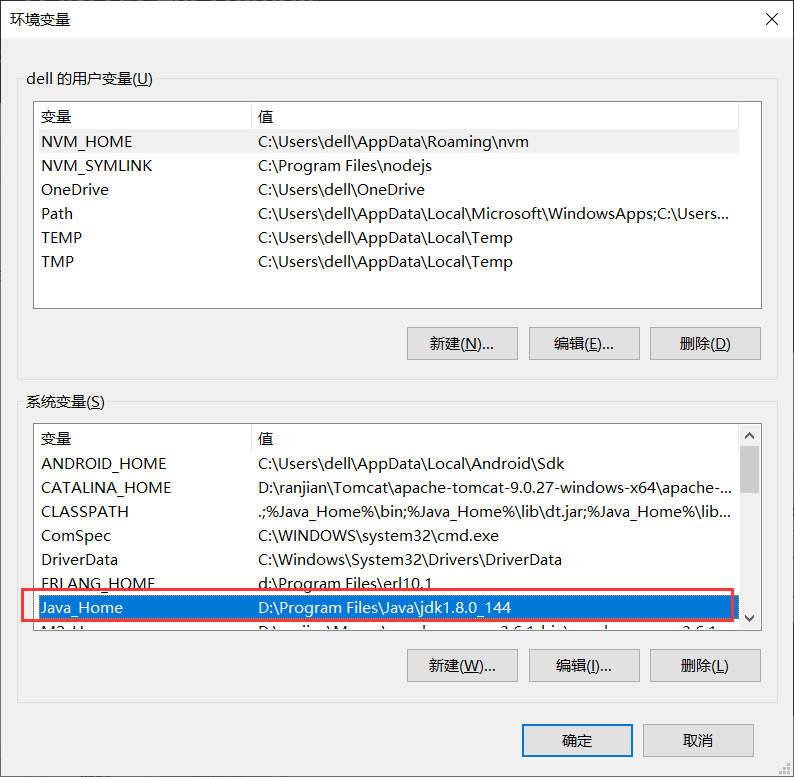 环境变量
dell 的用户变量(U)
变量 值
NVM_HOME C:\Users\dell\AppData\Roaming\nvm
NVM_SYMLINK C:\Program Files\nodejs
OneDrive C:\Users\dell\OneDrive
Path C:\Users\dell\AppData\Local\Microsoft\WindowsApps;C:\Users...
TEMP C:\Users\dell\AppData\Local\Temp
TMP C:\Users\dell\AppData\Local\Temp
新建(N)... 编辑(E)... 删除(D)
系统变量(S)
变量 值
ANDROID_HOME C:\Users\dell\AppData\Local\Android\Sdk
CATALINA_HOME D:\ranjian\Tomcat\apache-tomcat-9.0.27-windows-x64\apache-...
CLASSPATH .;%Java_Home%\bin;%Java_Home%\lib\dt.jar;%Java_Home%\lib...
ComSpec C:\WINDOWS\system32\cmd.exe
DriverData C:\Windows\System32\Drivers\DriverData
ERLANG_HOME d:\Program Files\erl10.1
Java_Home D:\Program Files\Java\jdk1.8.0_144
新建(W)... 编辑(I)... 删除(L)
确定 取消